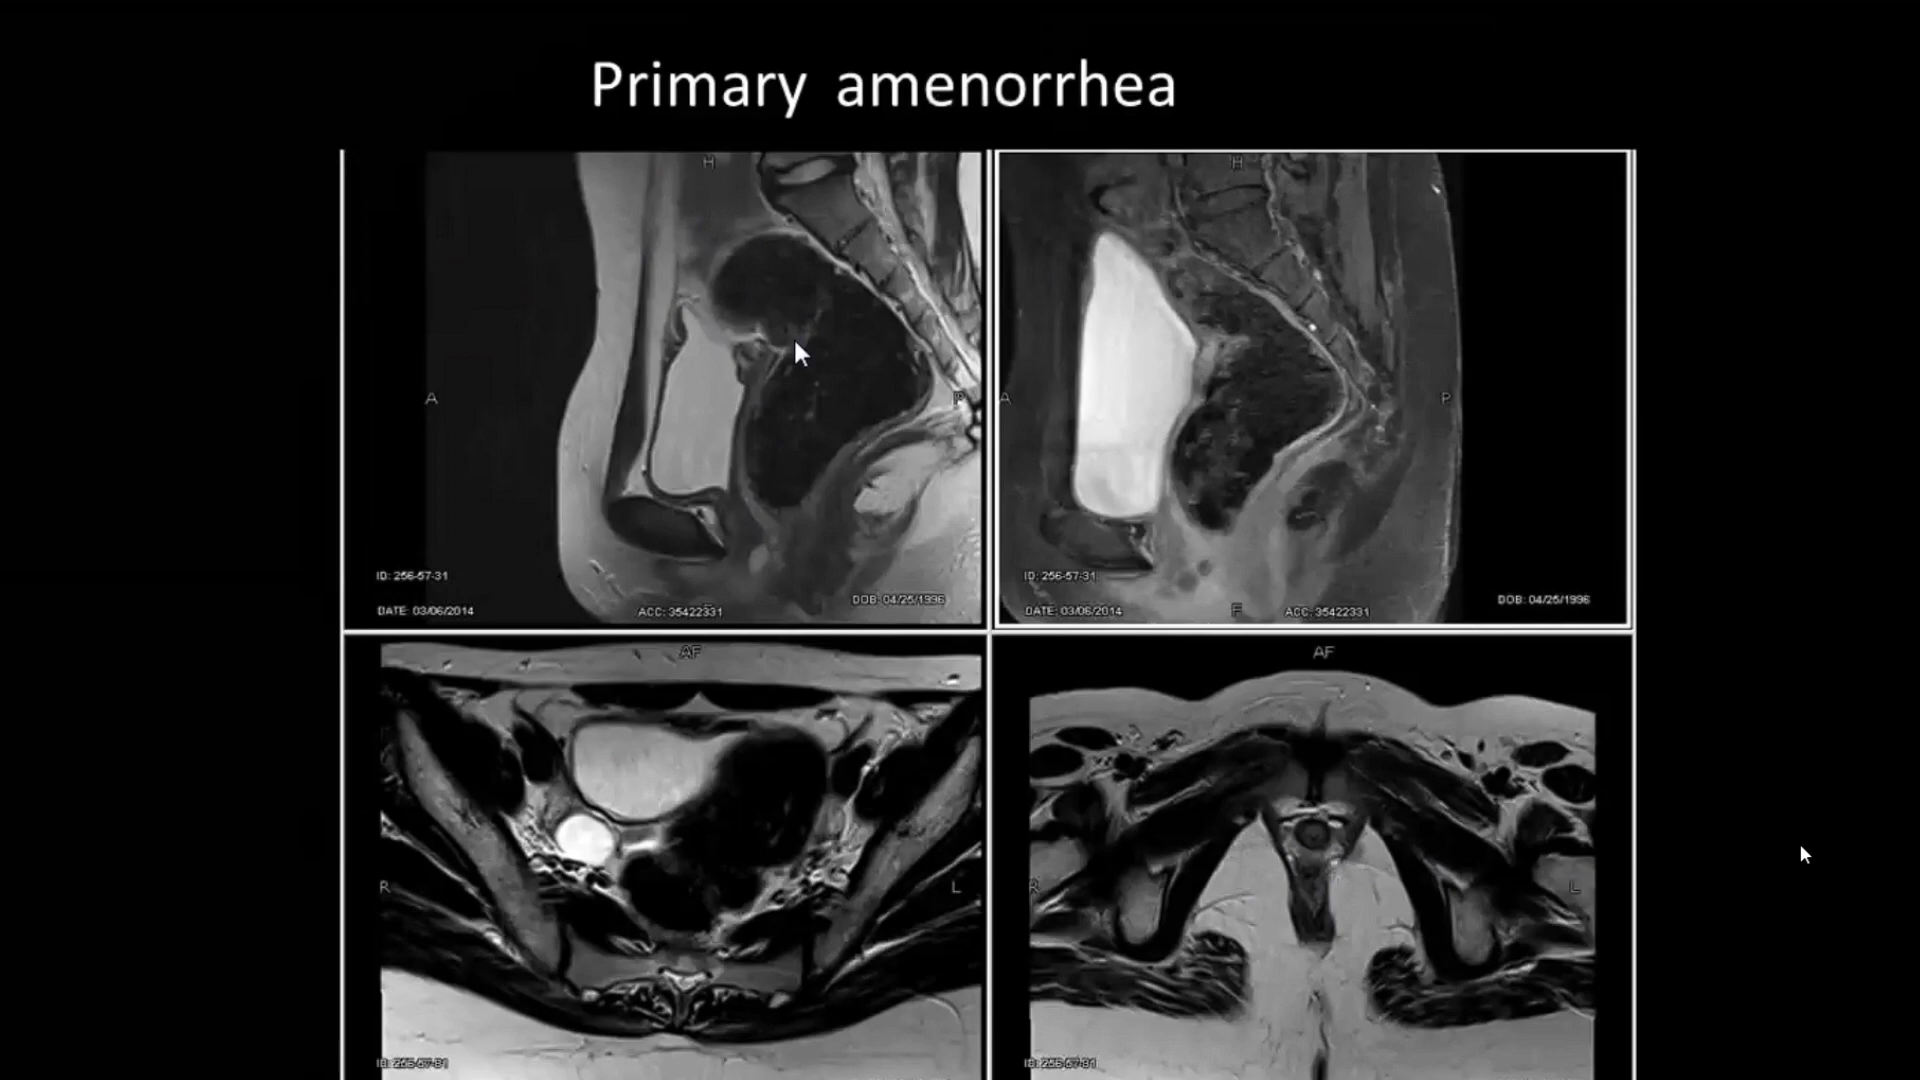 Primary amenorrhea
H
A
P
ID: 256-57-31
DATE: 03/06/2014
ACC: 35422331
DOB: 04/25/1996
H
A
P
ID: 256-57-31
DATE: 03/06/2014
F
ACC: 35422331
DOB: 04/25/1996
AF
R
L
AF
R
L